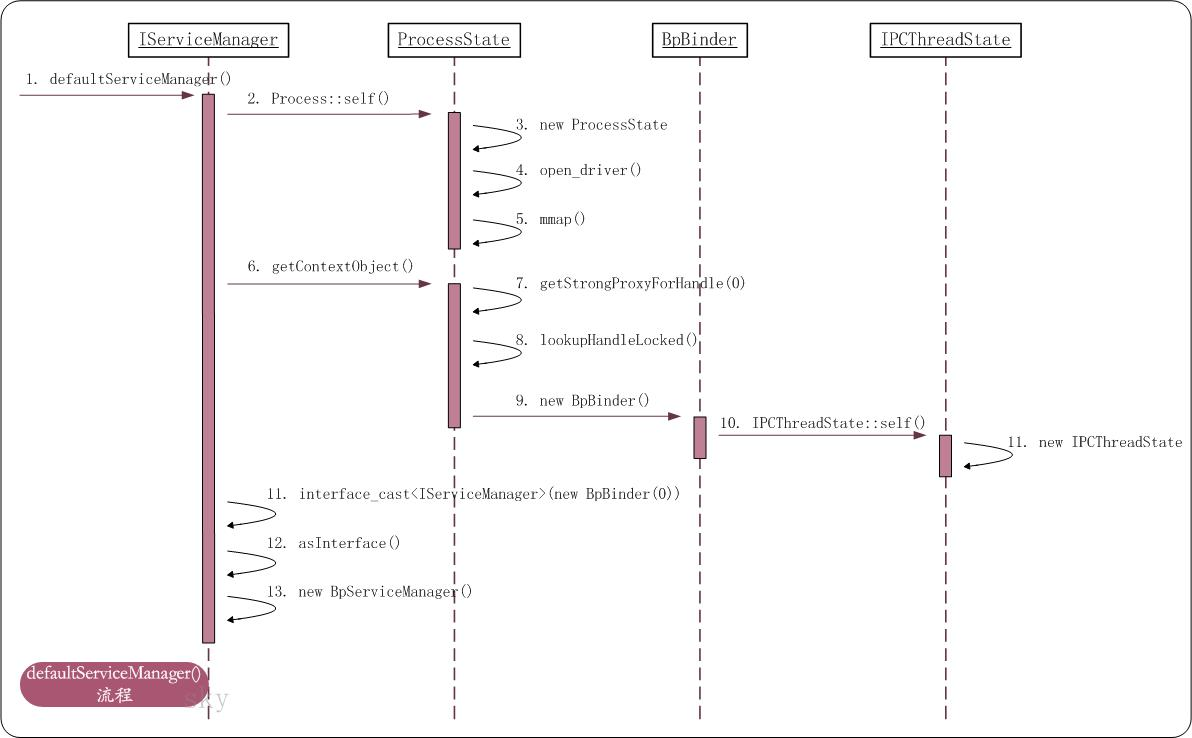 IServiceManager
ProcessState
BpBinder
IPCThreadState
1. defaultServiceManager()
2. Process::self()
3. new ProcessState
4. open_driver()
5. mmap()
6. getContextObject()
7. getStrongProxyForHandle(0)
8. lookupHandleLocked()
9. new BpBinder()
10. IPCThreadState::self()
11. new IPCThreadState
11. interface_cast<IServiceManager>(new BpBinder(0))
12. asInterface()
13. new BpServiceManager()
defaultServiceManager()
流程
sky